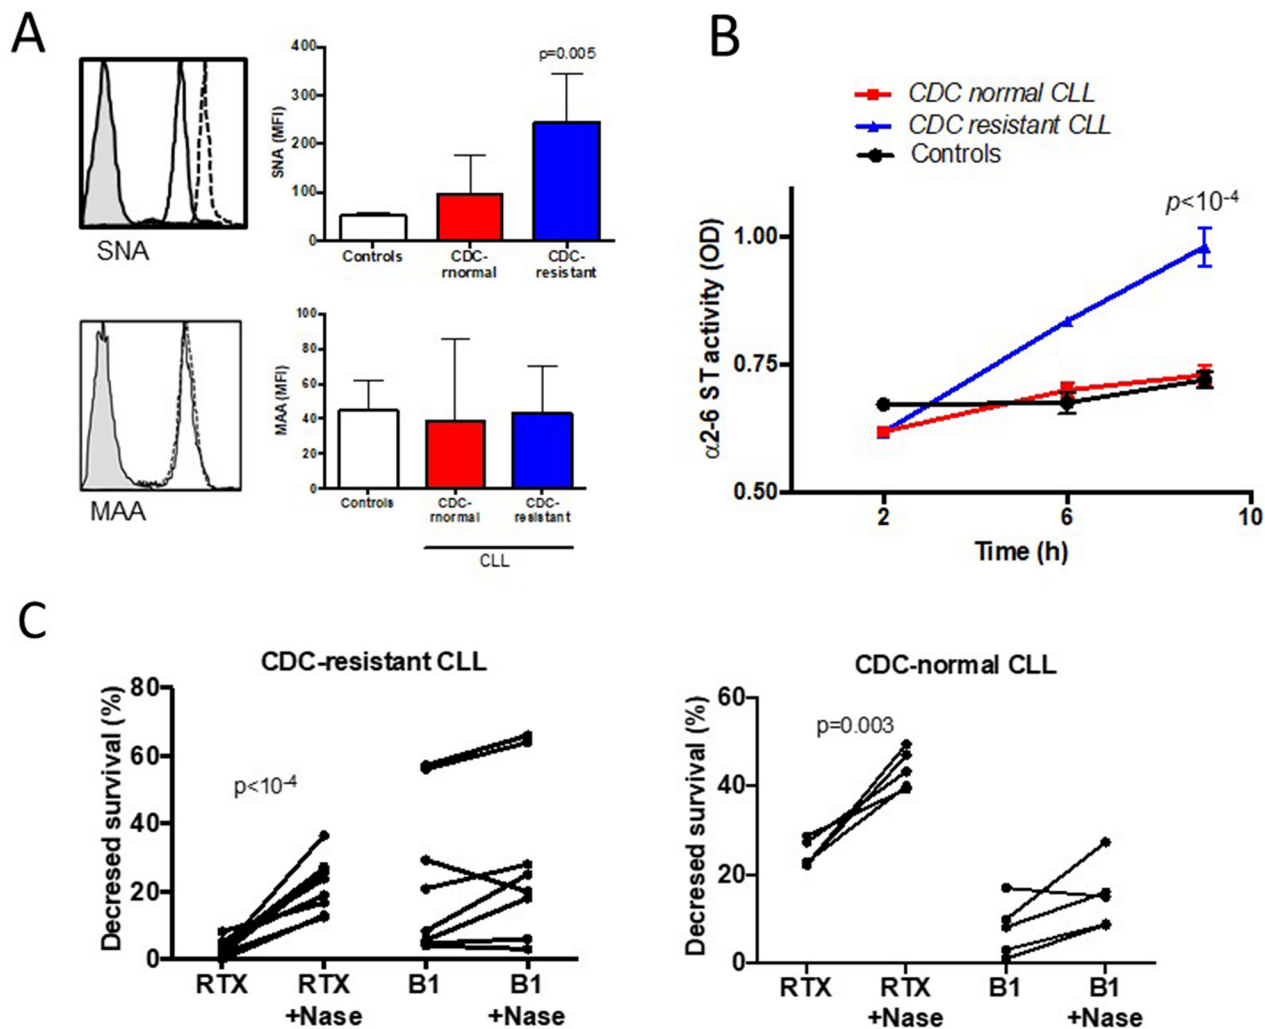 A
SNA
SNA (MFI)
400
300
200
100
0
p=0.005
Controls
CDC-
rnormal
CDC-
resistant
MAA
MAA (MFI)
100
80
60
40
20
0
Controls
CDC-
rnormal
CDC-
resistant
CLL
B
CDC normal CLL
CDC resistant CLL
Controls
p<10-4
α2-6 ST activity (OD)
1.00
0.75
0.50
2
6
10
Time (h)
C
CDC-resistant CLL
Decresed survival (%)
80
60
40
20
0
p<10-4
RTX
RTX
+Nase
B1
B1
+Nase
CDC-normal CLL
Decresed survival (%)
60
40
20
0
p=0.003
RTX
RTX
+Nase
B1
B1
+Nase